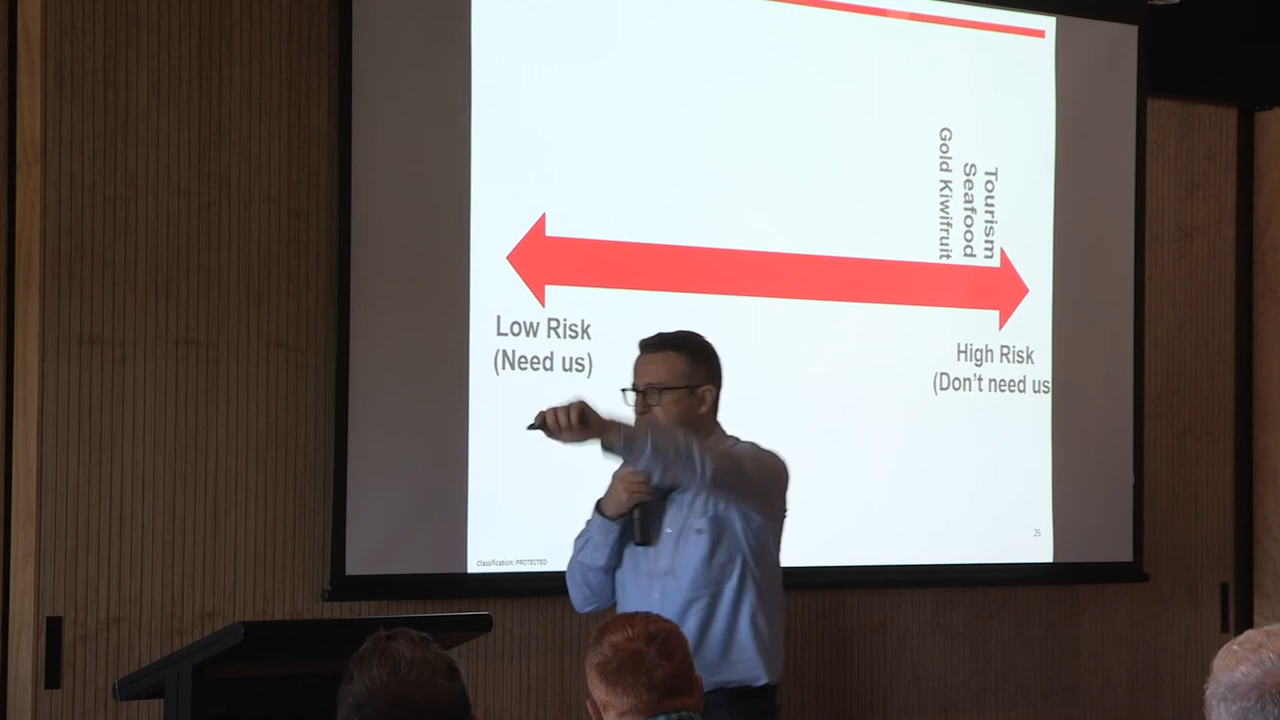 Gold Kiwifruit
Seafood
Tourism
Low Risk
(Need us)
High Risk
(Don't need us
25
Classification: PROTECTED